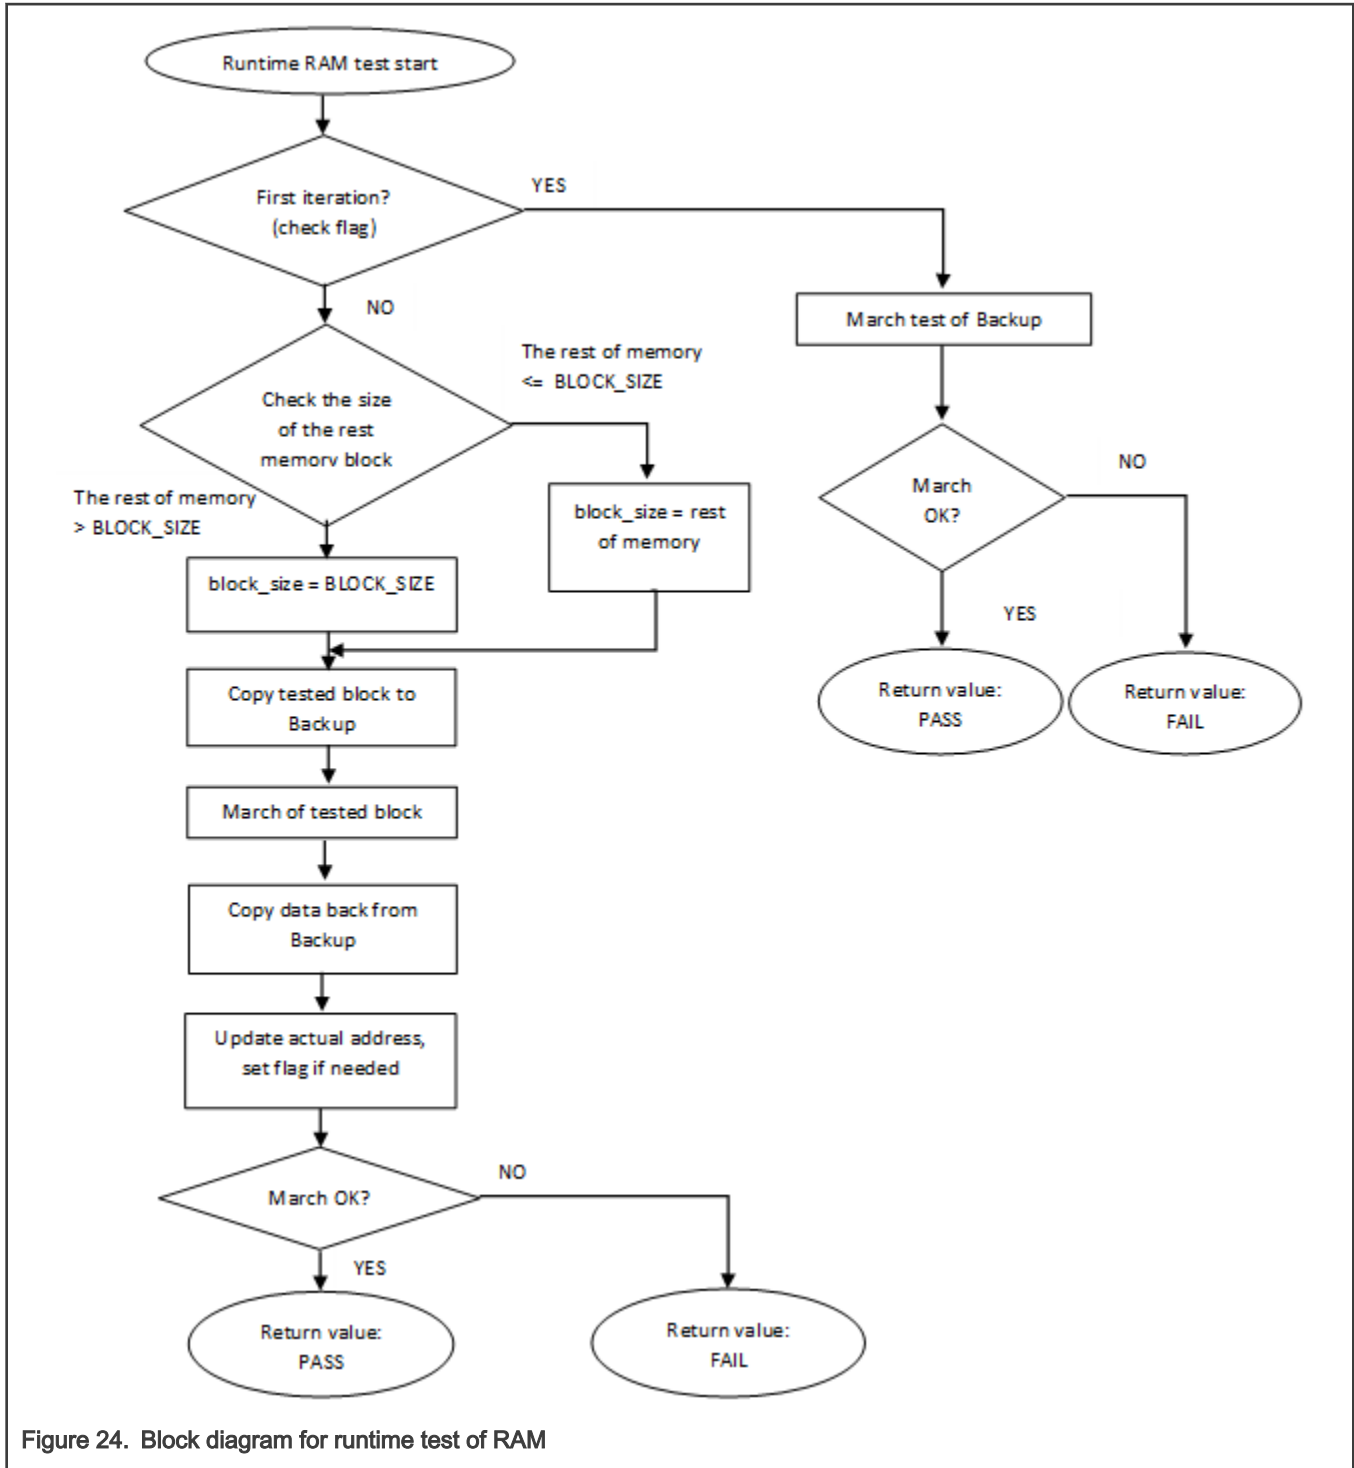 Runtime RAM test start
First iteration?
(check flag)
YES
NO
March test of Backup
The rest of memory
<= BLOCK_SIZE
Check the size
of the rest
memory block
The rest of memory
> BLOCK_SIZE
block_size = rest
of memory
March
OK?
NO
YES
block_size = BLOCK_SIZE
Copy tested block to
Backup
Return value:
PASS
Return value:
FAIL
March of tested block
Copy data back from
Backup
Update actual address,
set flag if needed
March OK?
NO
YES
Return value:
PASS
Return value:
FAIL
Figure 24. Block diagram for runtime test of RAM